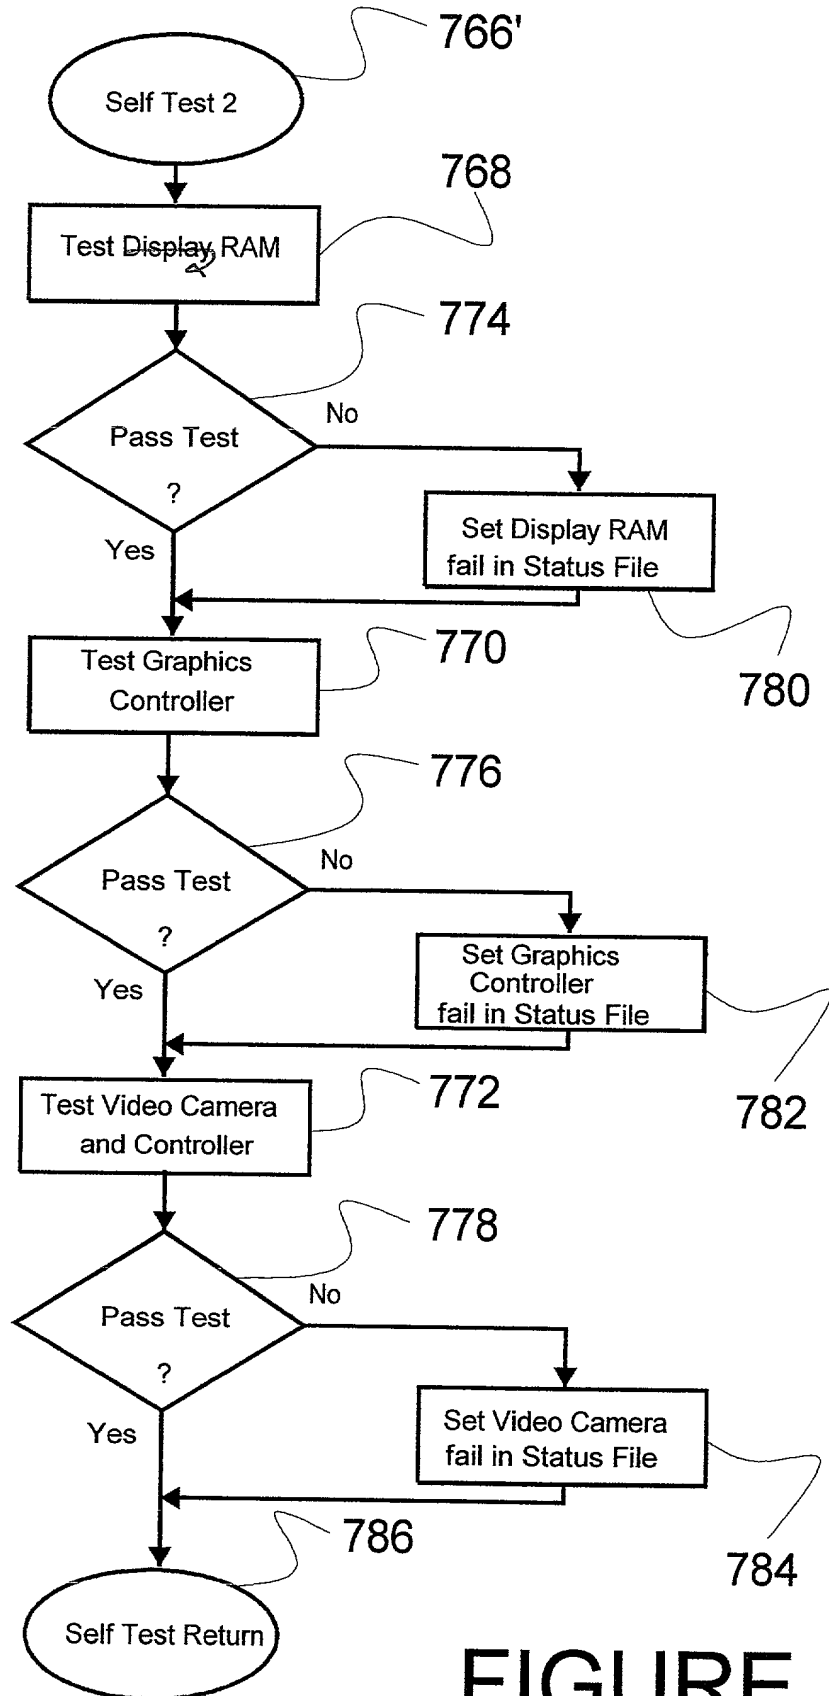 766'
Self Test 2
768
Test Display RAM
774
No
Pass Test
?
Yes
Set Display RAM
fail in Status File
780
Test Graphics
Controller
770
776
No
Pass Test
?
Yes
Set Graphics
Controller
fail in Status File
782
Test Video Camera
and Controller
772
778
No
Pass Test
?
Yes
Set Video Camera
fail in Status File
784
786
Self Test Return
FIGURE